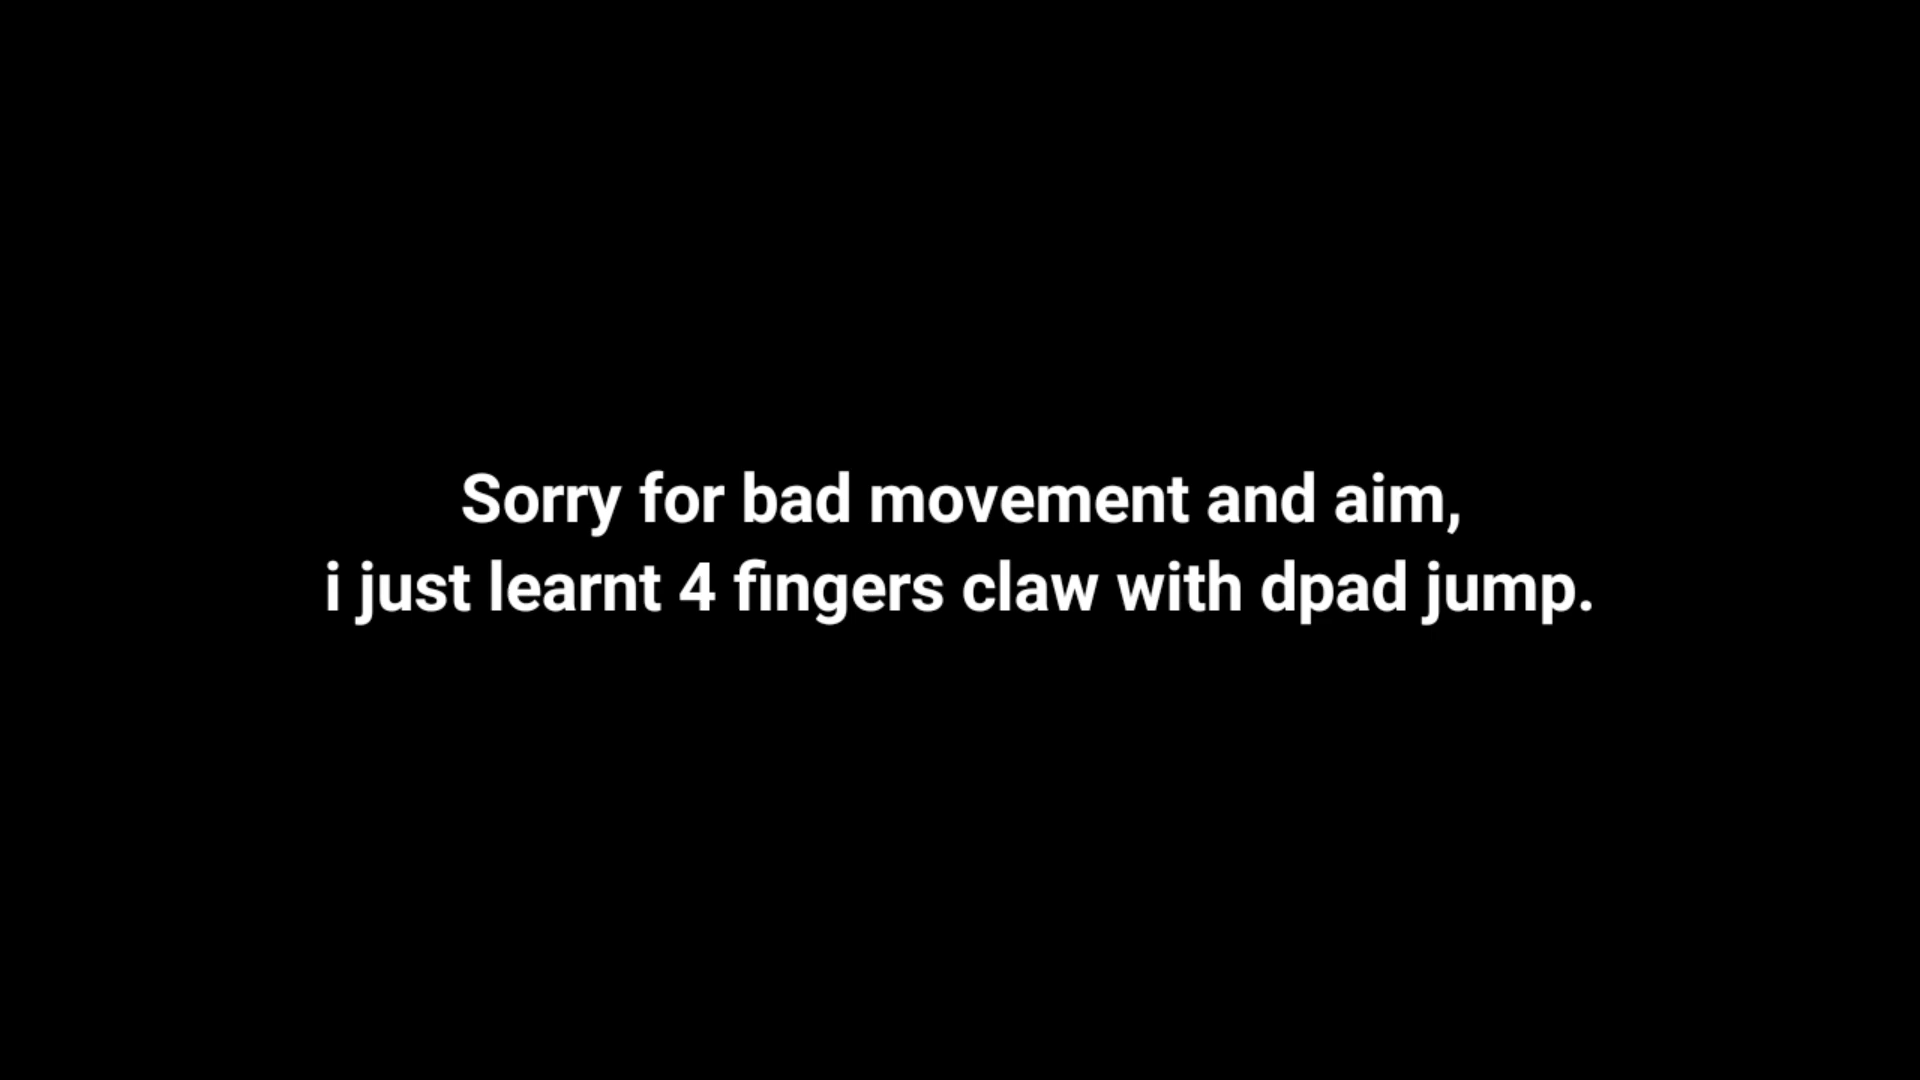 Sorry for bad movement and aim,
i just learnt 4 fingers claw with dpad jump.